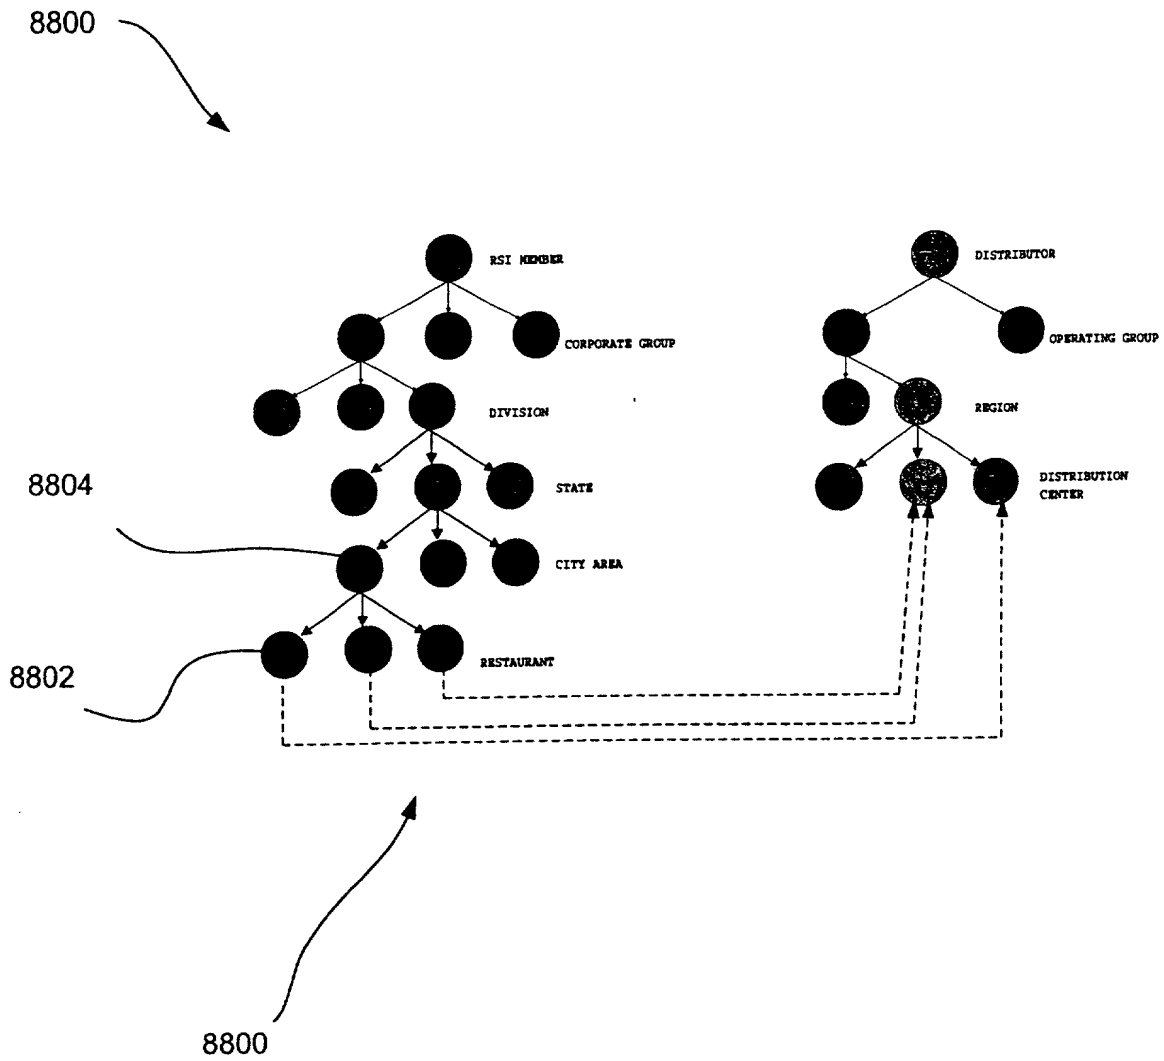 8800
RSI MEMBER
DISTRIBUTOR
CORPORATE GROUP
OPERATING GROUP
DIVISION
REGION
8804
STATE
DISTRIBUTION
CENTER
CITY AREA
8802
RESTAURANT
8800